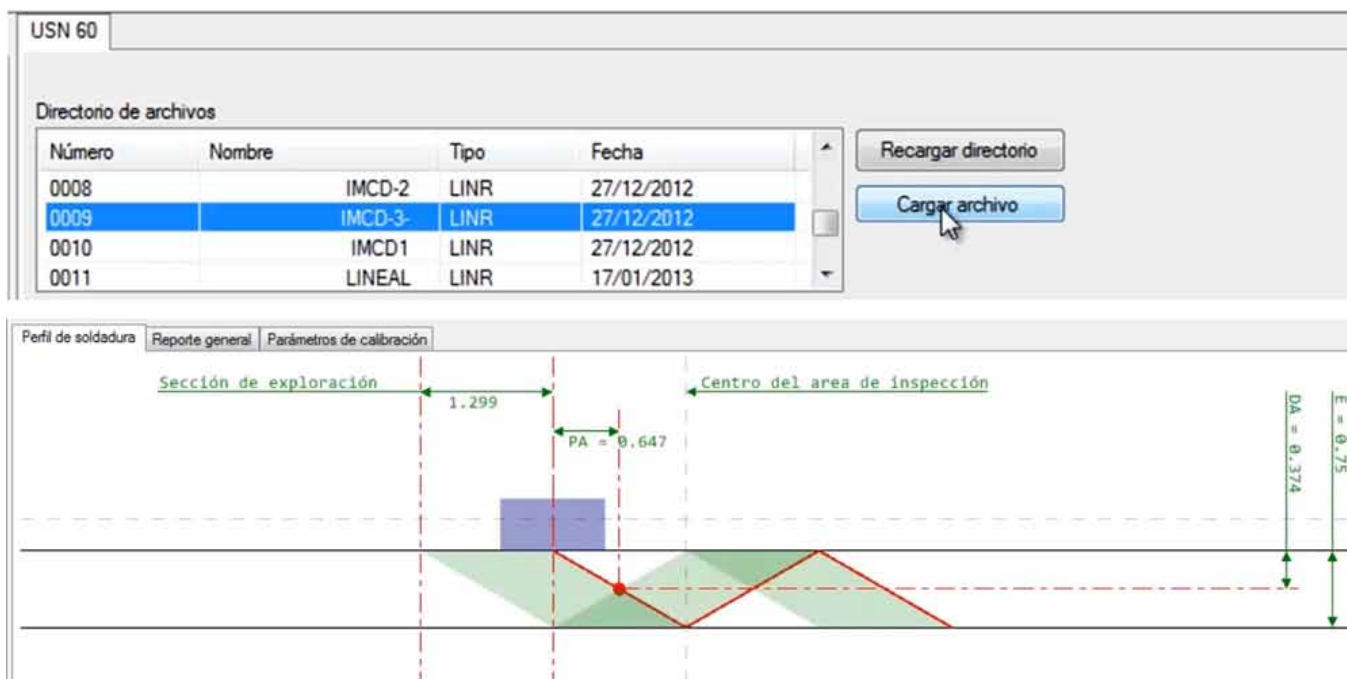 USN 60
Directorio de archivos
Número Nombre Tipo Fecha
0008 IMCD-2 LINR 27/12/2012
0009 IMCD-3- LINR 27/12/2012
0010 IMCD1 LINR 27/12/2012
0011 LINEAL LINR 17/01/2013
Recargar directorio
Cargar archivo
Perfil de soldadura Reporte general Parámetros de calibración
Sección de exploración
1.299
Centro del area de inspección
PA = 0.647
DA = 0.374
E = 0.75